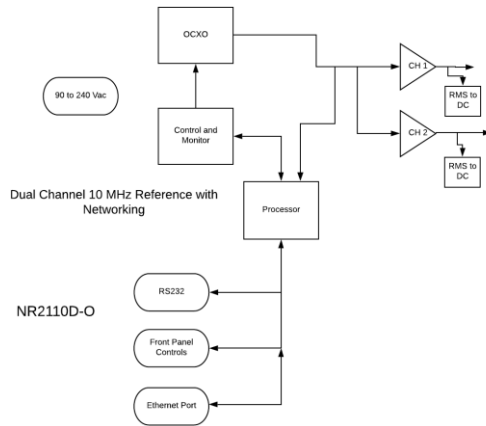 OCXO
CH 1
90 to 240 Vac
RMS to
DC
Control and
Monitor
CH 2
RMS to
DC
Dual Channel 10 MHz Reference with
Networking
Processor
RS232
NR2110D-O
Front Panel
Controls
Ethernet Port